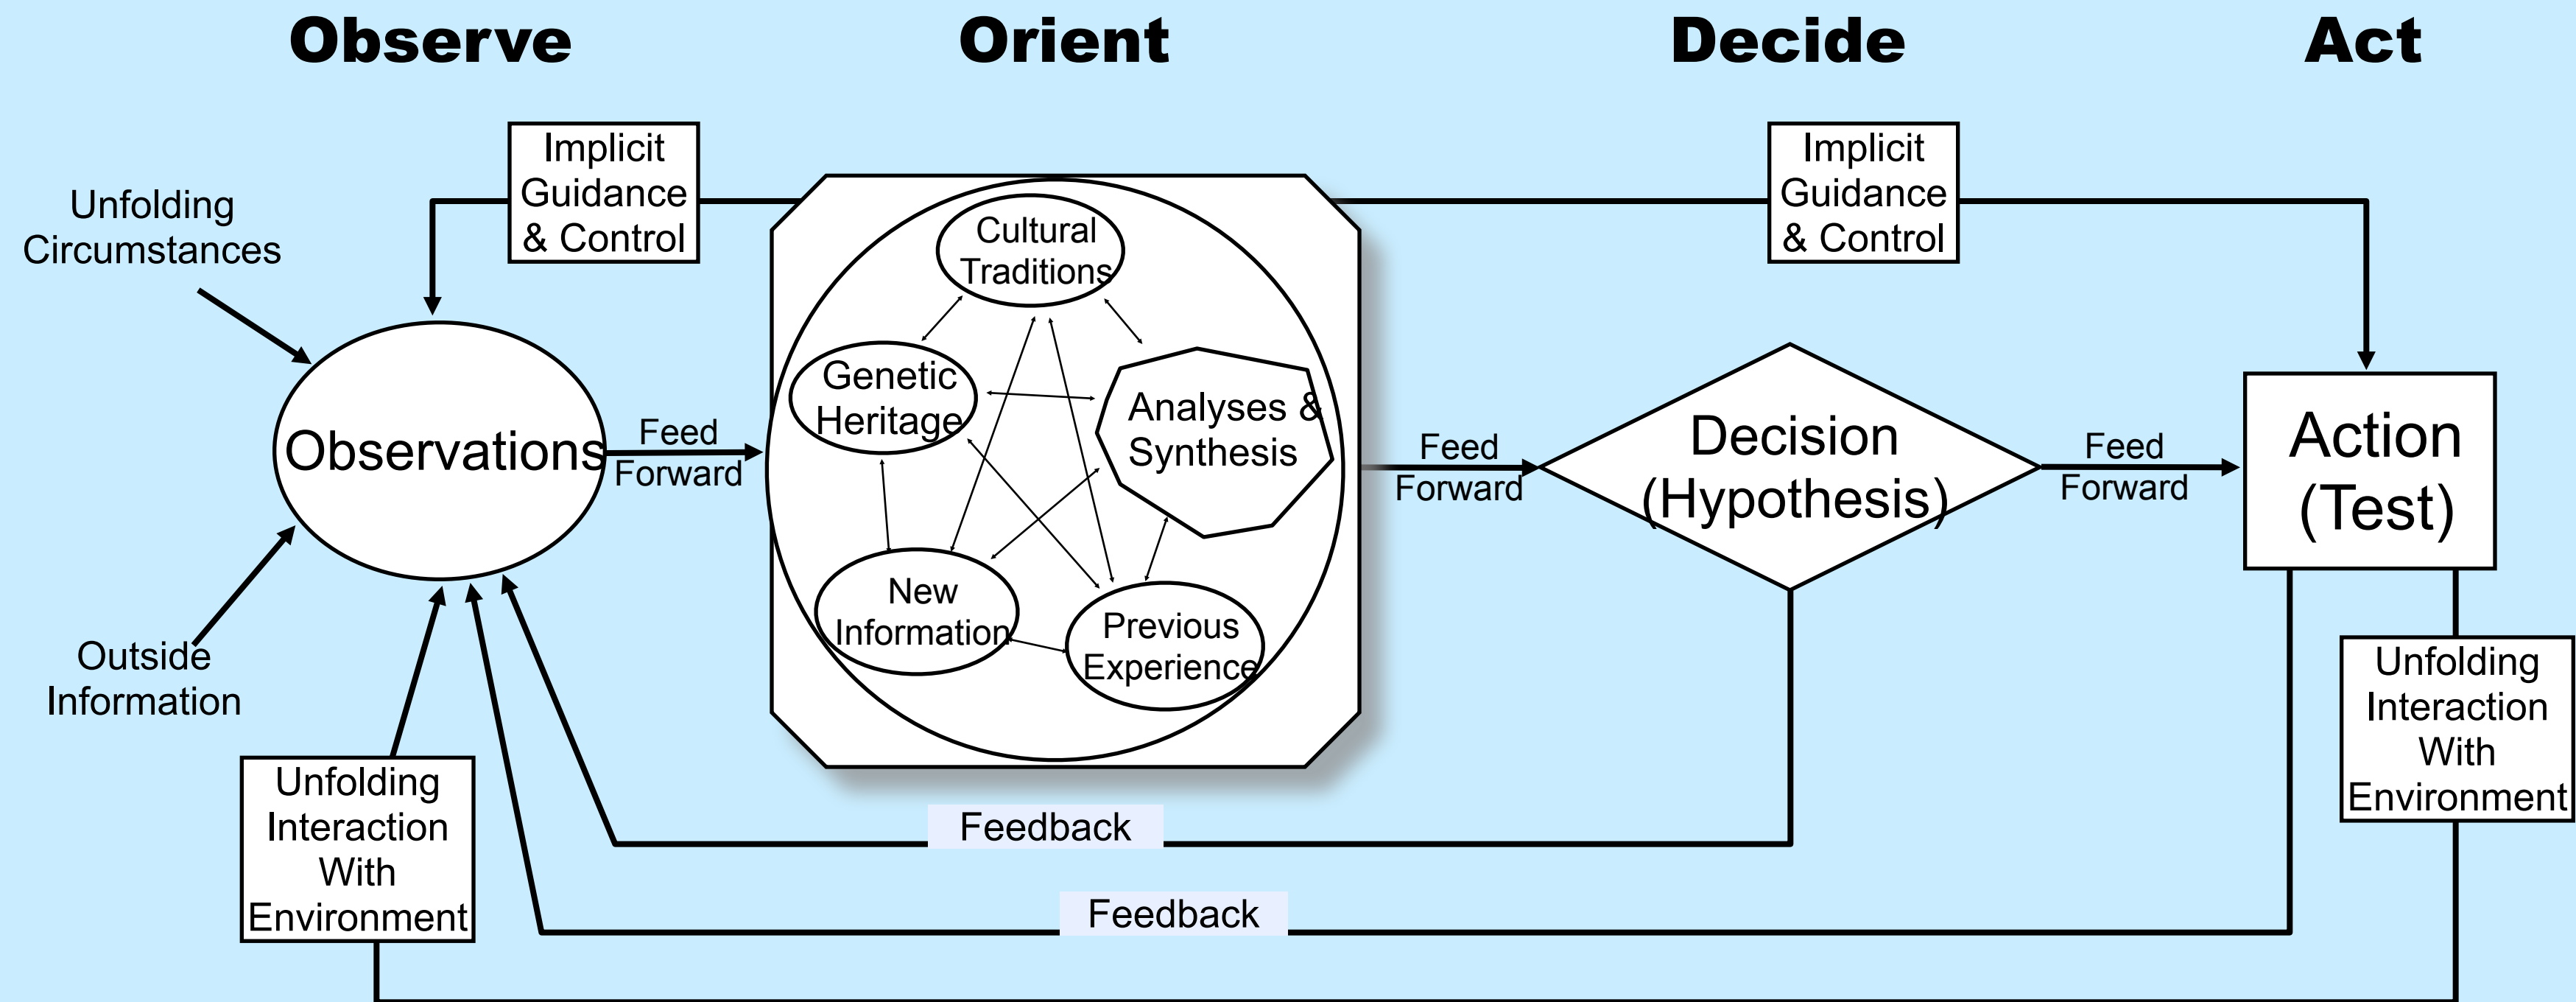 Observe
Orient
Decide
Act
Implicit
Guidance
& Control
Implicit
Guidance
& Control
Unfolding
Circumstances
Cultural
Traditions
Genetic
Heritage
Analyses &
Synthesis
Observations
Feed
Forward
Feed
Forward
Decision
(Hypothesis)
Feed
Forward
Action
(Test)
New
Information
Previous
Experience
Outside
Information
Unfolding
Interaction
With
Environment
Unfolding
Interaction
With
Environment
Feedback
Feedback